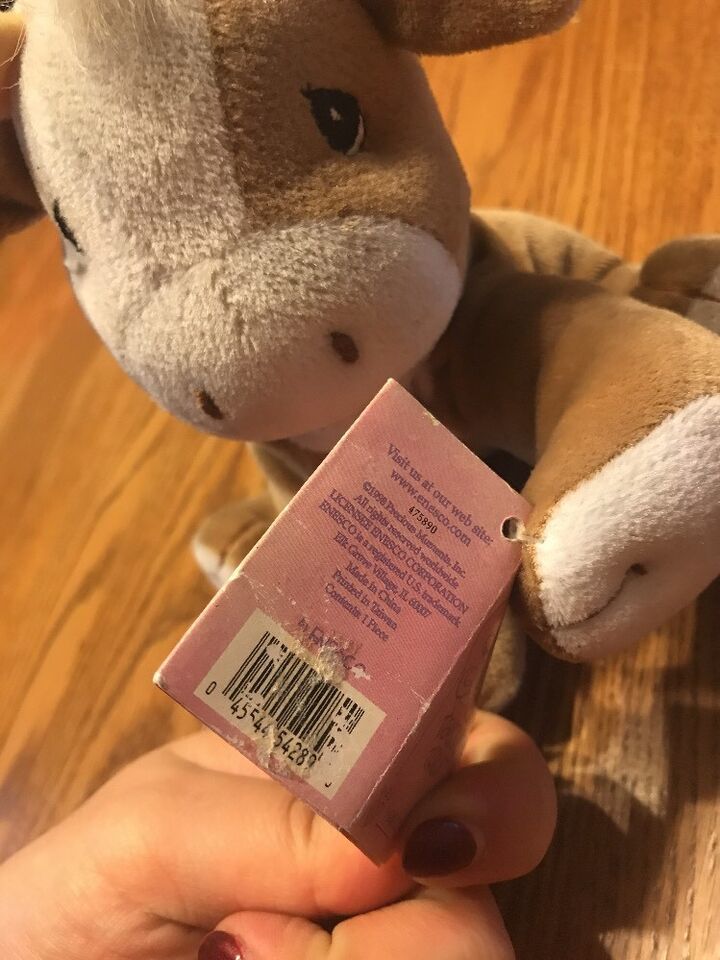 Visit us at our web site:
www.enesco.com
475890
©1998 Precious Moments, Inc.
All rights reserved worldwide.
LICENSEE ENESCO CORPORATION
ENESCO is a registered U.S. trademark
Elk Grove Village, IL 60007
Made in China
Printed in Taiwan
Contents: 1 Piece
by
0